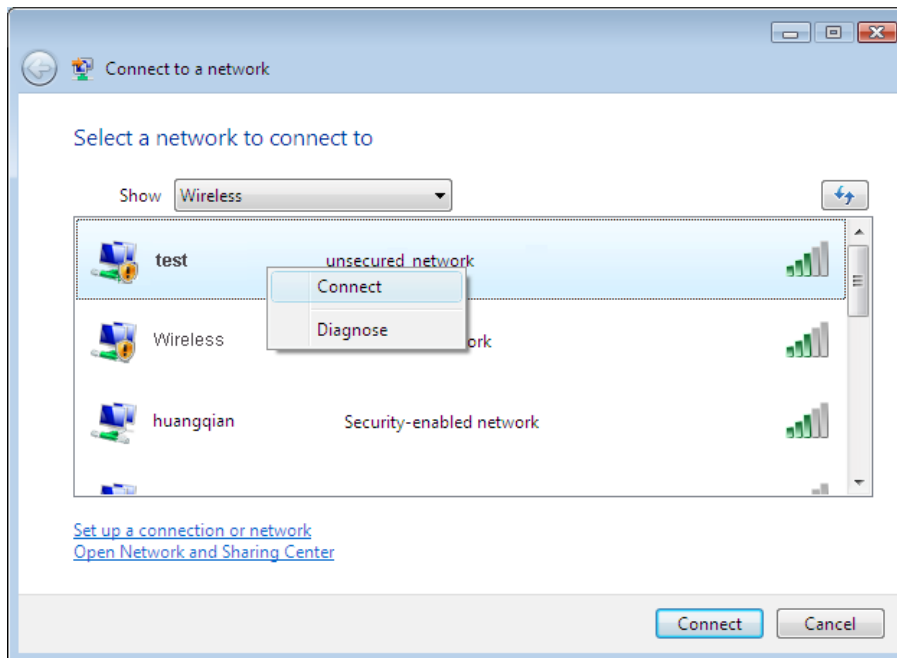 Connect to a network
Select a network to connect to
Show Wireless
test unsecured network
Connect
Diagnose
Wireless
huangqian Security-enabled network
Set up a connection or network
Open Network and Sharing Center
Connect Cancel